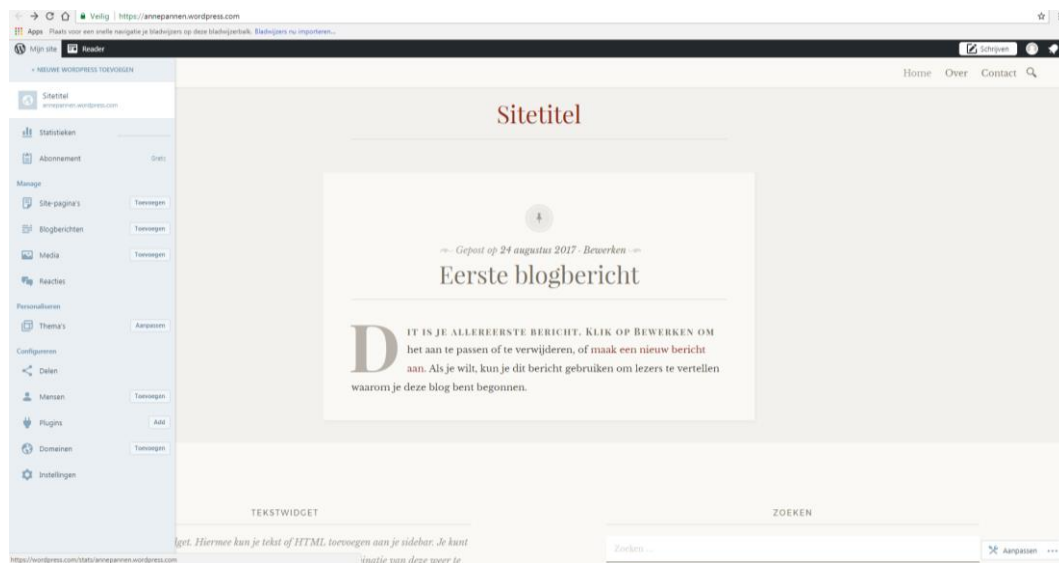 Veilig | https://annepannen.wordpress.com
Apps Plaats voor een snelle navigatie je bladwijzers op deze bladwijzerbalk. Bladwijzers nu importeren...
Mijn site Reader Schrijven
+ NIEUWE WORDPRESS TOEVOEGEN
Home Over Contact
Sitetitel
annepannen.wordpress.com
Statistieken
Abonnement Gratis
Manage
Site-pagina's Toevoegen
Blogberichten Toevoegen
Media Toevoegen
Reacties
Personaliseren
Thema's Aanpassen
Configureren
Delen
Mensen Toevoegen
Plugins Add
Domeinen Toevoegen
Instellingen
Sitetitel
Gepost op 24 augustus 2017 - Bewerken
Eerste blogbericht
DIT IS JE ALLEREERSTE BERICHT. KLIK OP BEWERKEN OM
het aan te passen of te verwijderen, of maak een nieuw bericht
aan. Als je wilt, kun je dit bericht gebruiken om lezers te vertellen
waarom je deze blog bent begonnen.
TEKSTWIDGET
get. Hiermee kun je tekst of HTML toevoegen aan je sidebar. Je kunt
inatie van deze weer te
ZOEKEN
Zoeken ...
Aanpassen ...
https://wordpress.com/stats/annepannen.wordpress.com